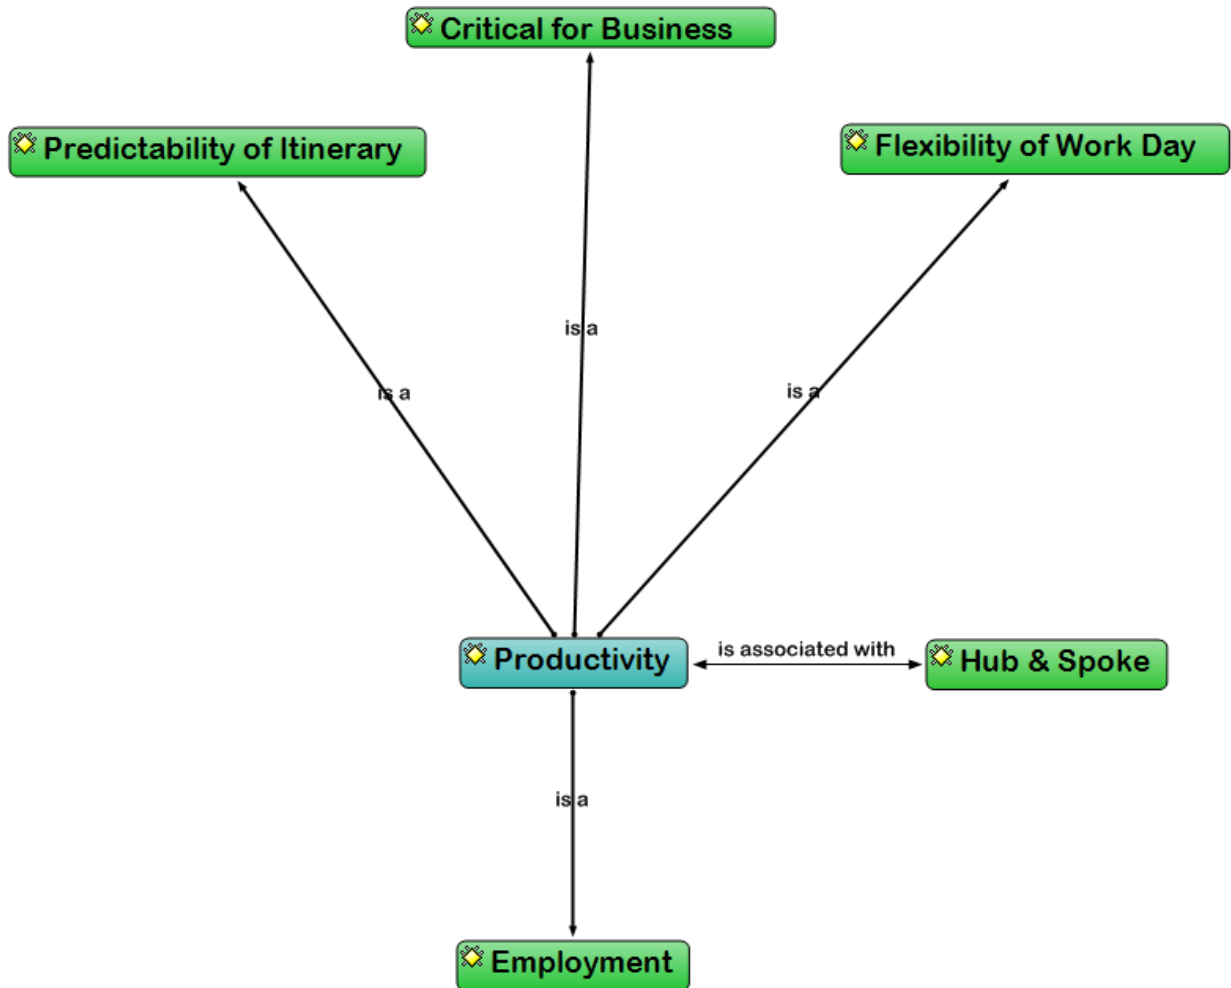 Critical for Business
Predictability of Itinerary
Flexibility of Work Day
is a
is a
is a
Productivity
is associated with
Hub & Spoke
is a
Employment